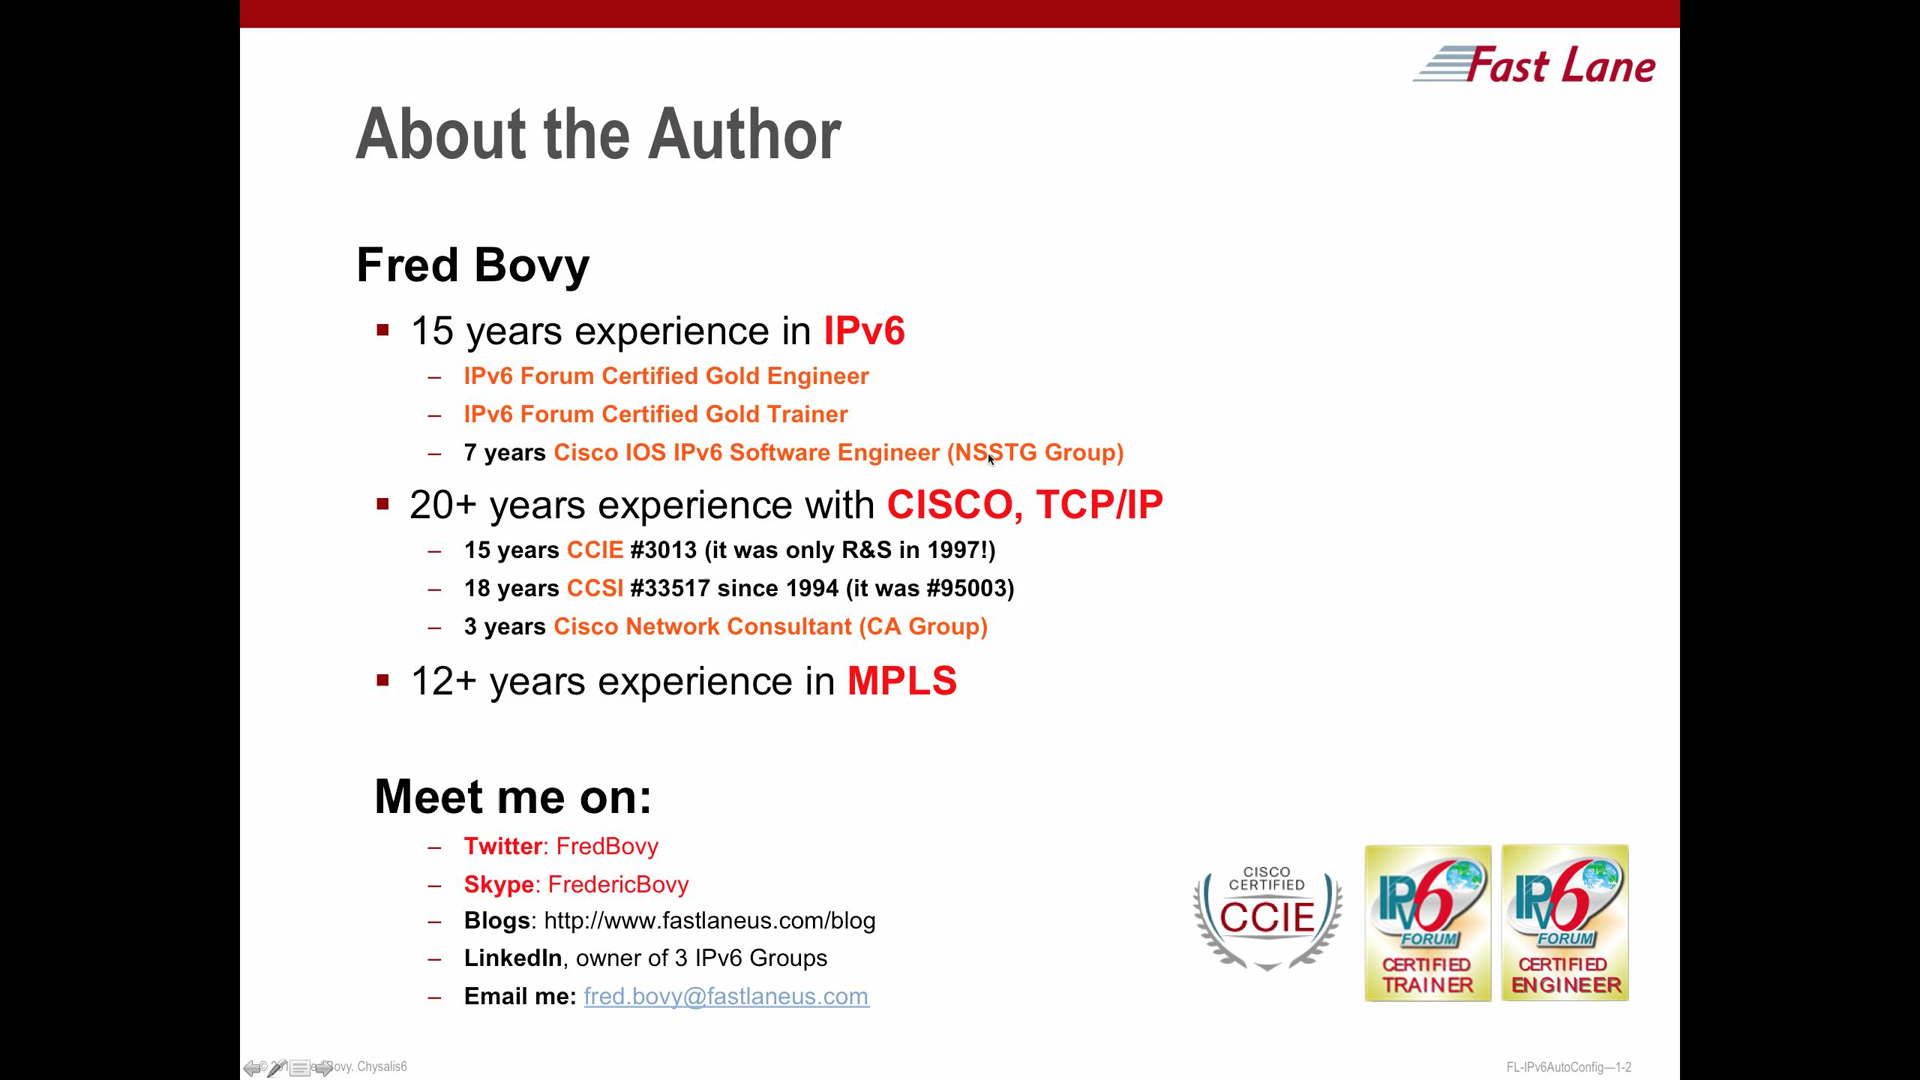 Fast Lane
About the Author
Fred Bovy
15 years experience in IPv6
– IPv6 Forum Certified Gold Engineer
– IPv6 Forum Certified Gold Trainer
– 7 years Cisco IOS IPv6 Software Engineer (NSSTG Group)
20+ years experience with CISCO, TCP/IP
– 15 years CCIE #3013 (it was only R&S in 1997!)
– 18 years CCSI #33517 since 1994 (it was #95003)
– 3 years Cisco Network Consultant (CA Group)
12+ years experience in MPLS
Meet me on:
– Twitter: FredBovy
– Skype: FredericBovy
– Blogs: http://www.fastlaneus.com/blog
– LinkedIn, owner of 3 IPv6 Groups
– Email me: fred.bovy@fastlaneus.com
CISCO
CERTIFIED
CCIE
IPv6
FORUM
CERTIFIED
TRAINER
IPv6
FORUM
CERTIFIED
ENGINEER
Bovy. Chysalis6
FL-IPv6AutoConfig—1-2